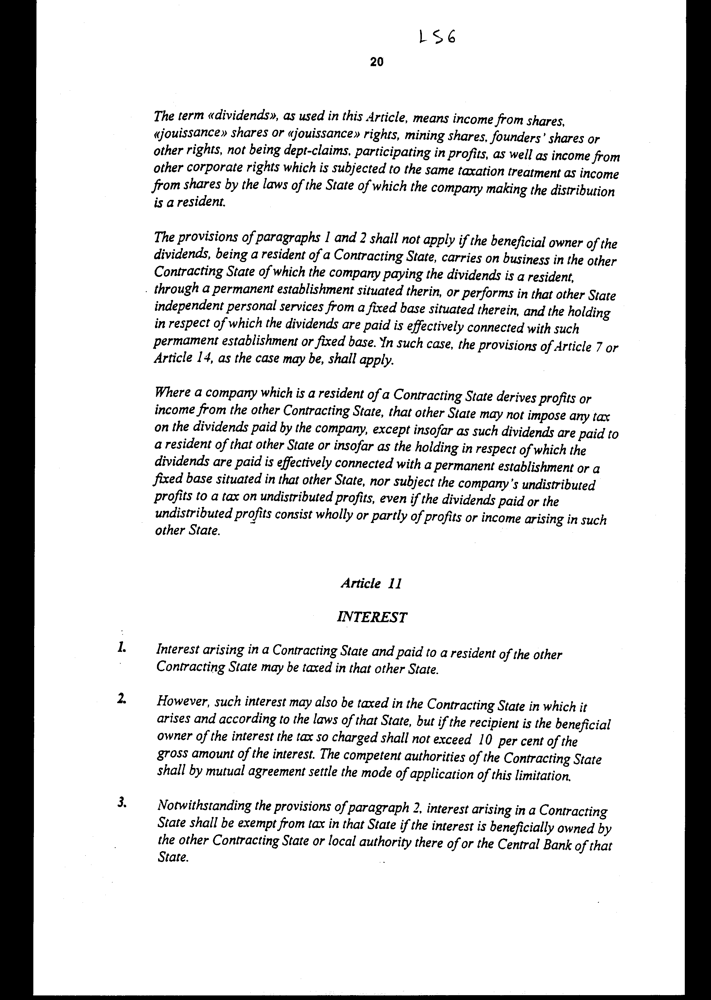 LS6
20
The term «dividends», as used in this Article, means income from shares,
«jouissance» shares or «jouissance» rights, mining shares, founders' shares or
other rights, not being dept-claims, participating in profits, as well as income from
other corporate rights which is subjected to the same taxation treatment as income
from shares by the laws of the State of which the company making the distribution
is a resident.
The provisions of paragraphs 1 and 2 shall not apply if the beneficial owner of the
dividends, being a resident of a Contracting State, carries on business in the other
Contracting State of which the company paying the dividends is a resident,
through a permanent establishment situated therin, or performs in that other State
independent personal services from a fixed base situated therein, and the holding
in respect of which the dividends are paid is effectively connected with such
permament establishment or fixed base. In such case, the provisions of Article 7 or
Article 14, as the case may be, shall apply.
Where a company which is a resident of a Contracting State derives profits or
income from the other Contracting State, that other State may not impose any tax
on the dividends paid by the company, except insofar as such dividends are paid to
a resident of that other State or insofar as the holding in respect of which the
dividends are paid is effectively connected with a permanent establishment or a
fixed base situated in that other State, nor subject the company's undistributed
profits to a tax on undistributed profits, even if the dividends paid or the
undistributed profits consist wholly or partly of profits or income arising in such
other State.
Article 11
INTEREST
1. Interest arising in a Contracting State and paid to a resident of the other
Contracting State may be taxed in that other State.
2. However, such interest may also be taxed in the Contracting State in which it
arises and according to the laws of that State, but if the recipient is the beneficial
owner of the interest the tax so charged shall not exceed 10 per cent of the
gross amount of the interest. The competent authorities of the Contracting State
shall by mutual agreement settle the mode of application of this limitation.
3. Notwithstanding the provisions of paragraph 2, interest arising in a Contracting
State shall be exempt from tax in that State if the interest is beneficially owned by
the other Contracting State or local authority there of or the Central Bank of that
State.